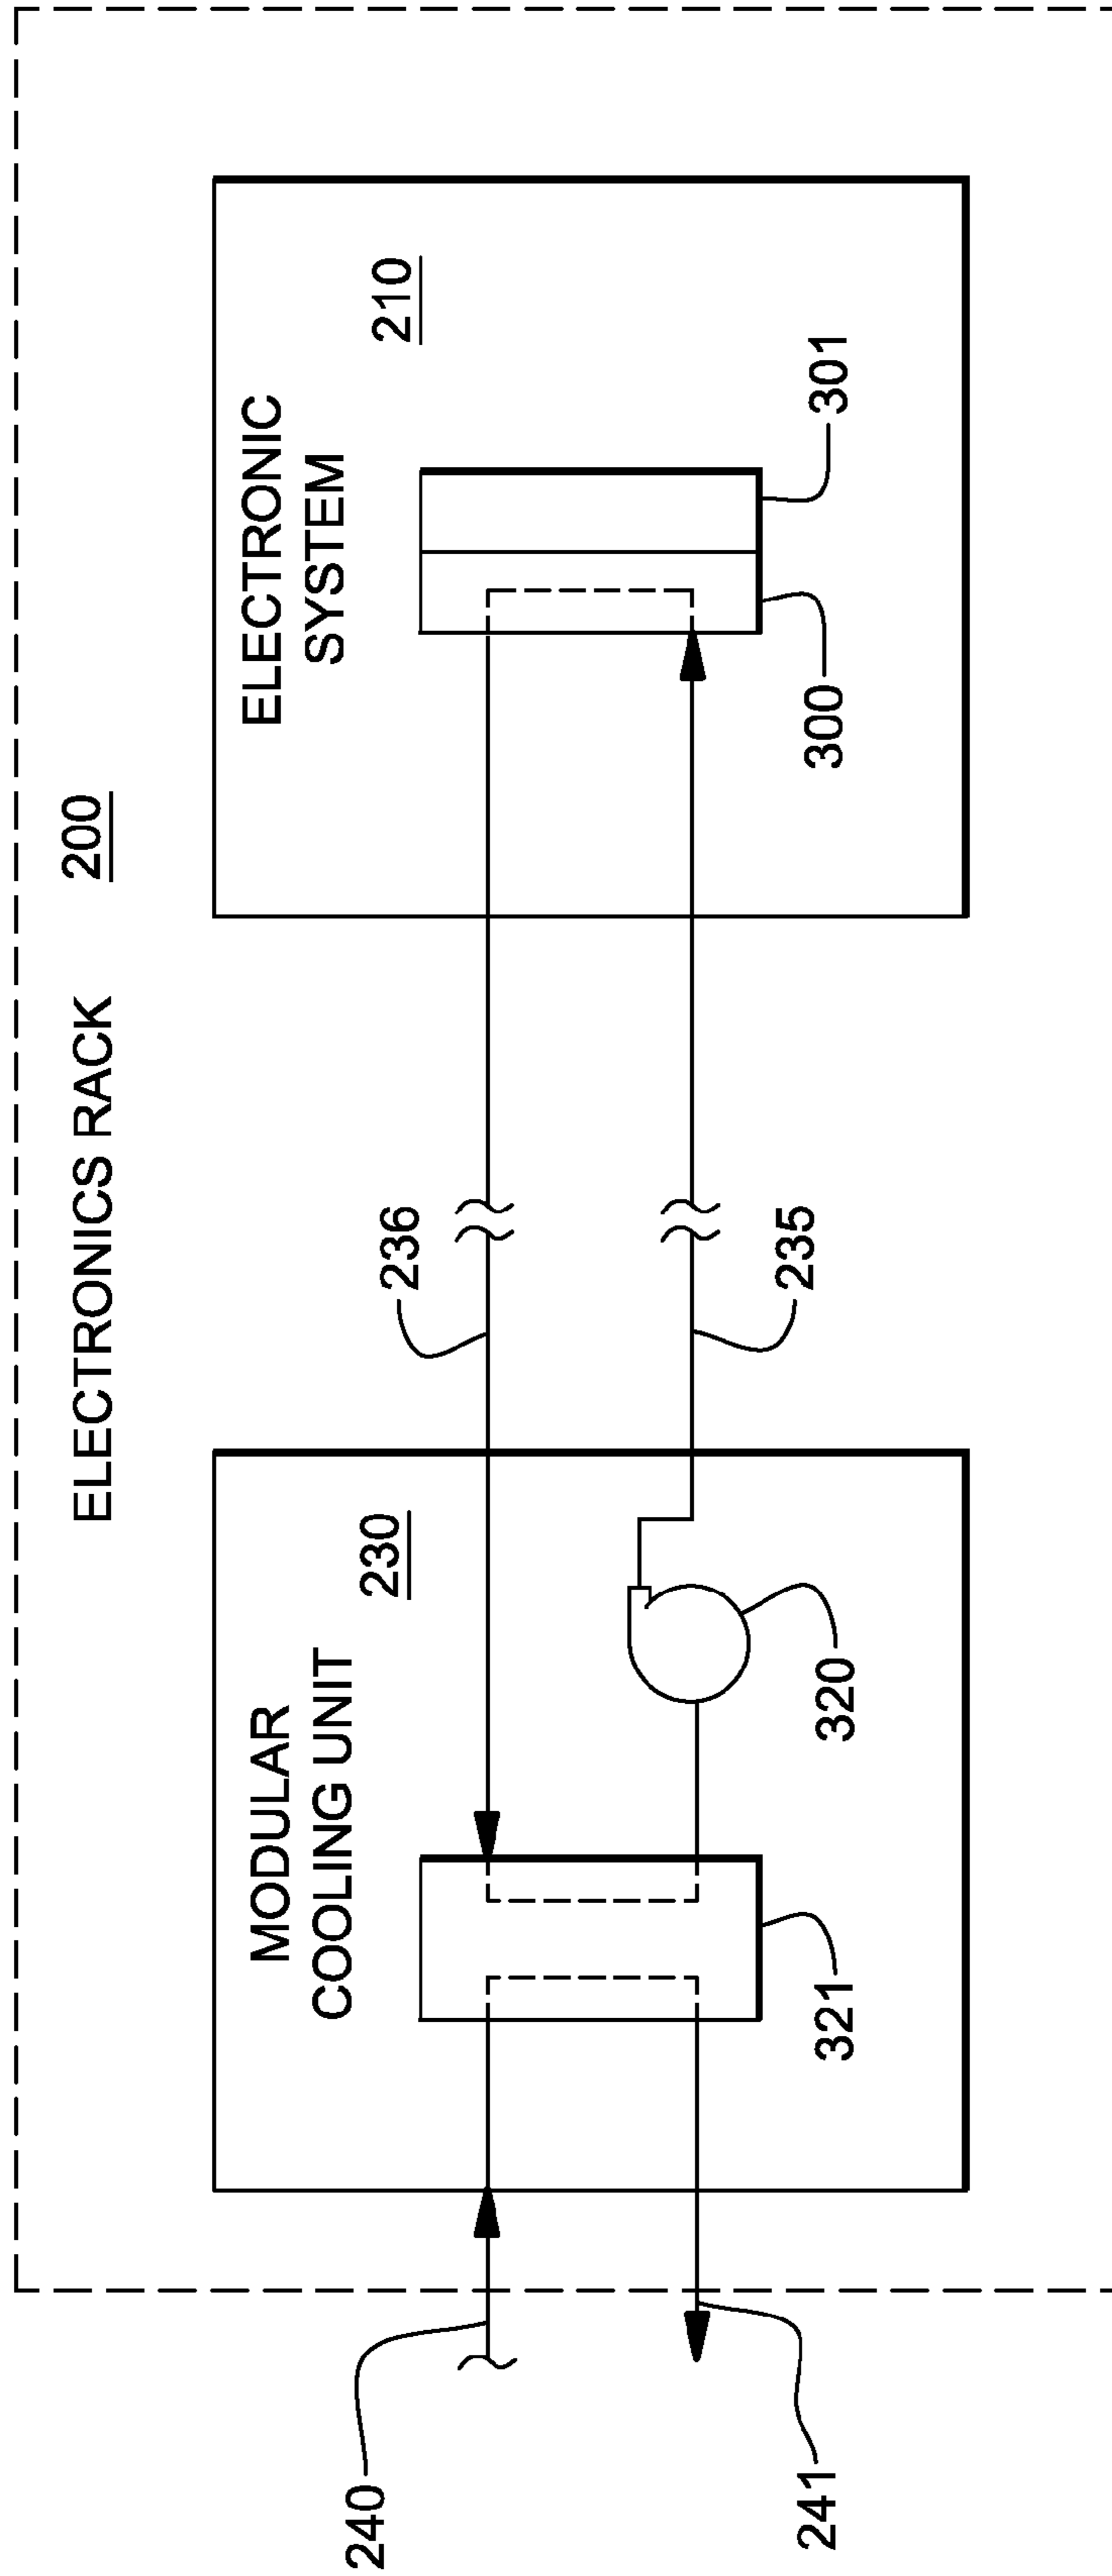 ELECTRONICS RACK 200
MODULAR
COOLING UNIT
230
ELECTRONIC
SYSTEM
210
236
235
240
241
321
320
300
301